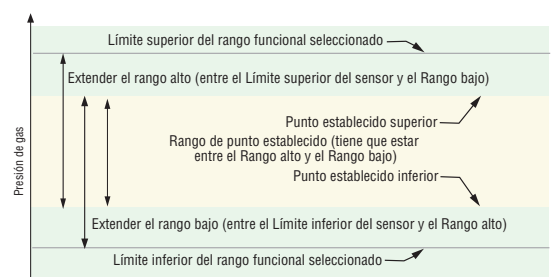 Límite superior del rango funcional seleccionado
Extender el rango alto (entre el Límite superior del sensor y el Rango bajo)
Punto establecido superior
Rango de punto establecido (tiene que estar
entre el Rango alto y el Rango bajo)
Punto establecido inferior
Extender el rango bajo (entre el Límite inferior del sensor y el Rango alto)
Límite inferior del rango funcional seleccionado
Presión de gas